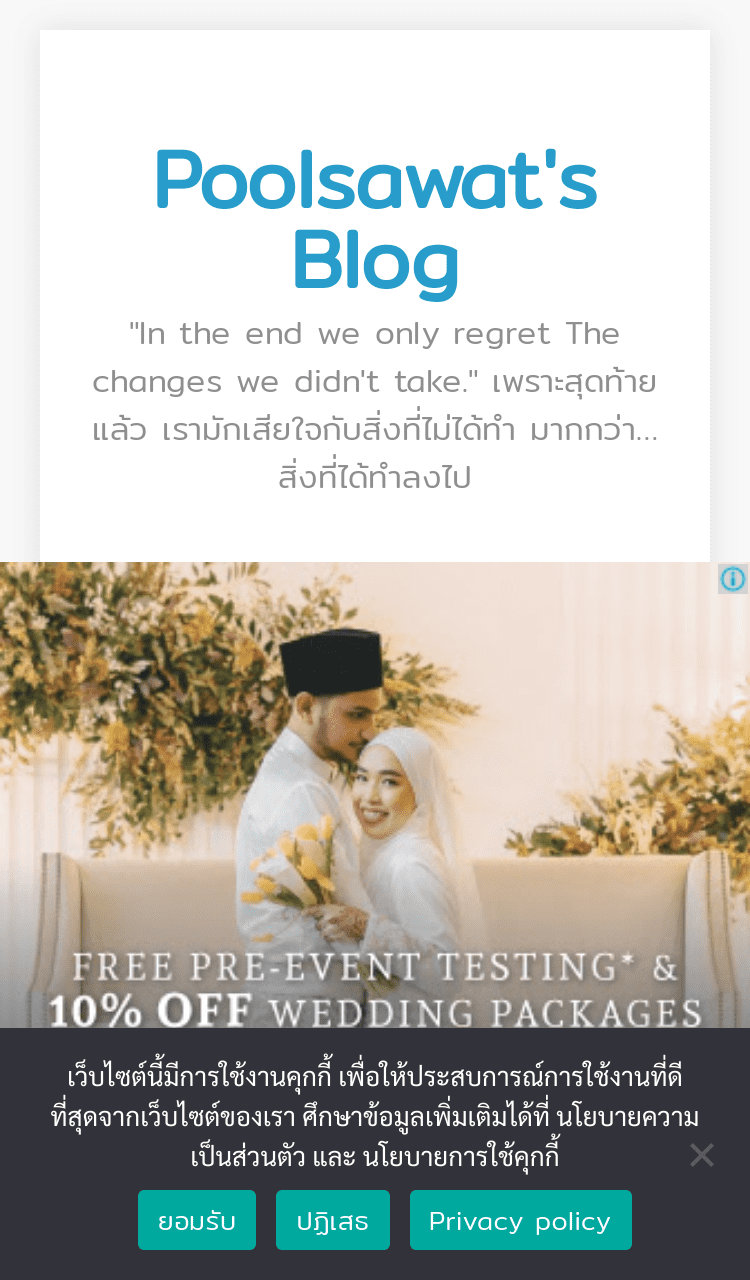 Poolsawat's
Blog
"In the end we only regret The
changes we didn't take." เพราะสุดท้าย
แล้ว เรามักเสียใจกับสิ่งที่ไม่ได้ทำ มากกว่า...
สิ่งที่ได้ทำลงไป
FREE PRE-EVENT TESTING* &
10% OFF WEDDING PACKAGES
เว็บไซต์นี้มีการใช้งานคุกกี้ เพื่อให้ประสบการณ์การใช้งานที่ดี
ที่สุดจากเว็บไซต์ของเรา ศึกษาข้อมูลเพิ่มเติมได้ที่ นโยบายความ
เป็นส่วนตัว และ นโยบายการใช้คุกกี้
ยอมรับ ปฏิเสธ Privacy policy